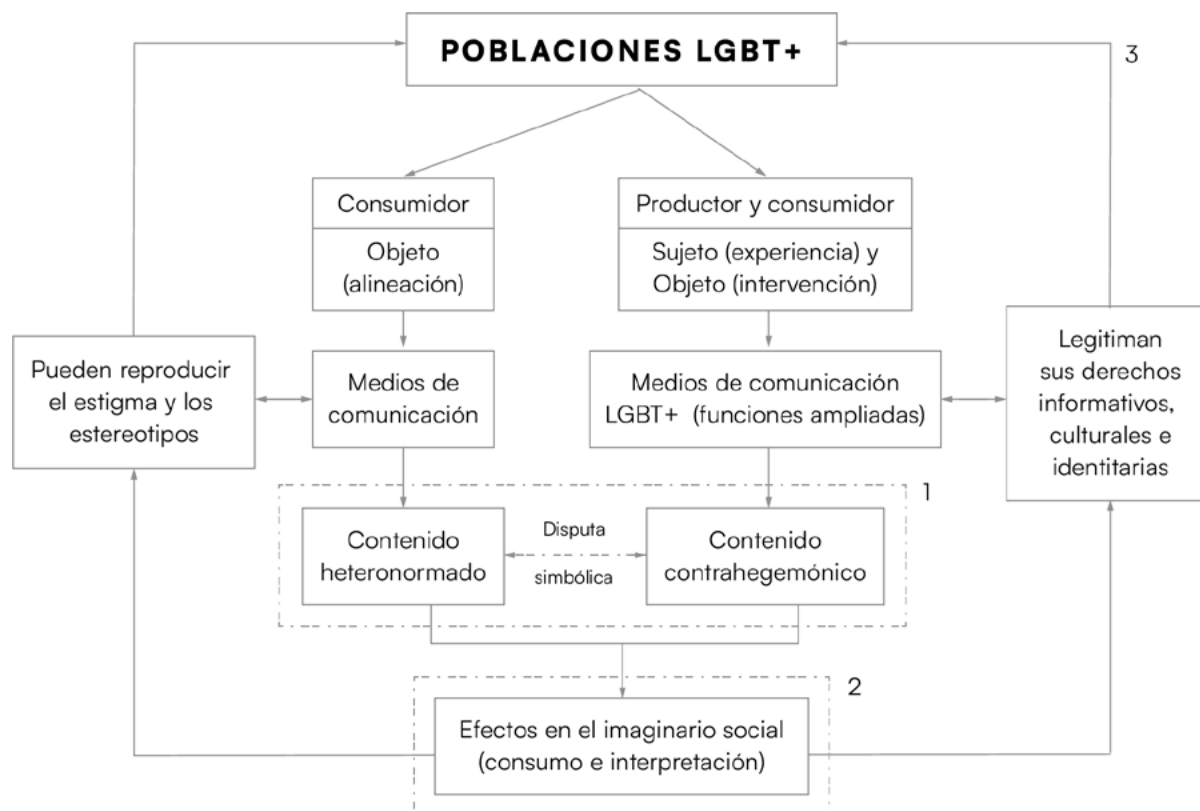 POBLACIONES LGBT+
3
Consumidor
Objeto
(alineación)
Productor y consumidor
Sujeto (experiencia) y
Objeto (intervención)
Pueden reproducir
el estigma y los
estereotipos
Medios de
comunicación
Medios de comunicación
LGBT+ (funciones ampliadas)
Legitiman
sus derechos
informativos,
culturales e
identitarias
1
Contenido
heteronormado
Disputa
simbólica
Contenido
contrahegemónico
2
Efectos en el imaginario social
(consumo e interpretación)